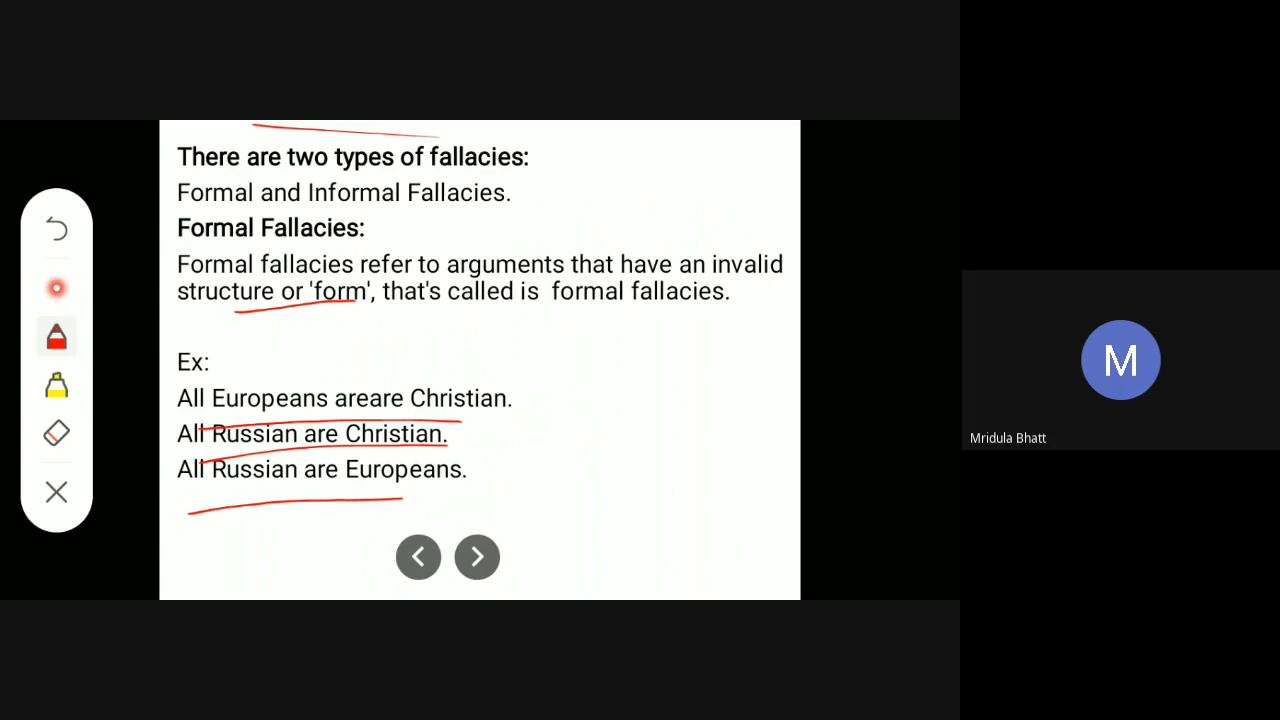 There are two types of fallacies:
Formal and Informal Fallacies.
Formal Fallacies:
Formal fallacies refer to arguments that have an invalid
structure or 'form', that's called is formal fallacies.
Ex:
All Europeans areare Christian.
All Russian are Christian.
All Russian are Europeans.
M
Mridula Bhatt